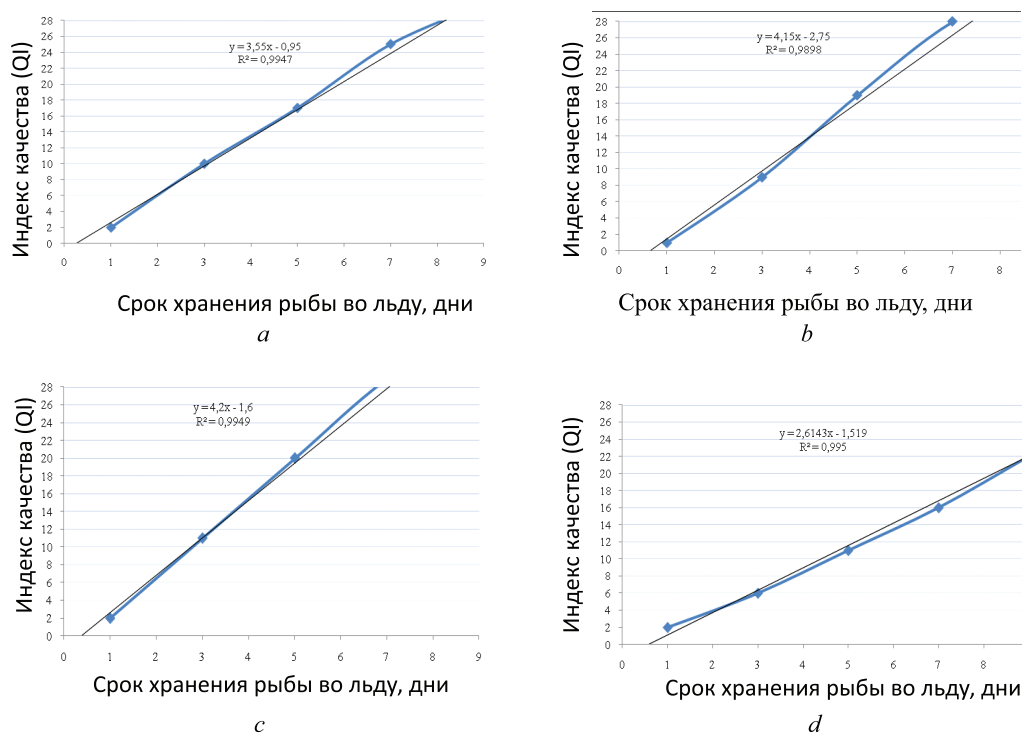 Индекс качества (QI)
28
26
24
22
20
18
16
14
12
10
8
6
4
2
0
y = 3,55x - 0,95
R² = 0,9947
0 1 2 3 4 5 6 7 8 9
Срок хранения рыбы во льду, дни
a
Индекс качества (QI)
28
26
24
22
20
18
16
14
12
10
8
6
4
2
0
y = 4,15x - 2,75
R² = 0,9898
0 1 2 3 4 5 6 7 8
Срок хранения рыбы во льду, дни
b
Индекс качества (QI)
28
26
24
22
20
18
16
14
12
10
8
6
4
2
0
y = 4,2x - 1,6
R² = 0,9949
0 1 2 3 4 5 6 7 8 9
Срок хранения рыбы во льду, дни
c
Индекс качества (QI)
28
26
24
22
20
18
16
14
12
10
8
6
4
2
0
y = 2,6143x - 1,519
R² = 0,995
0 1 2 3 4 5 6 7 8
Срок хранения рыбы во льду, дни
d